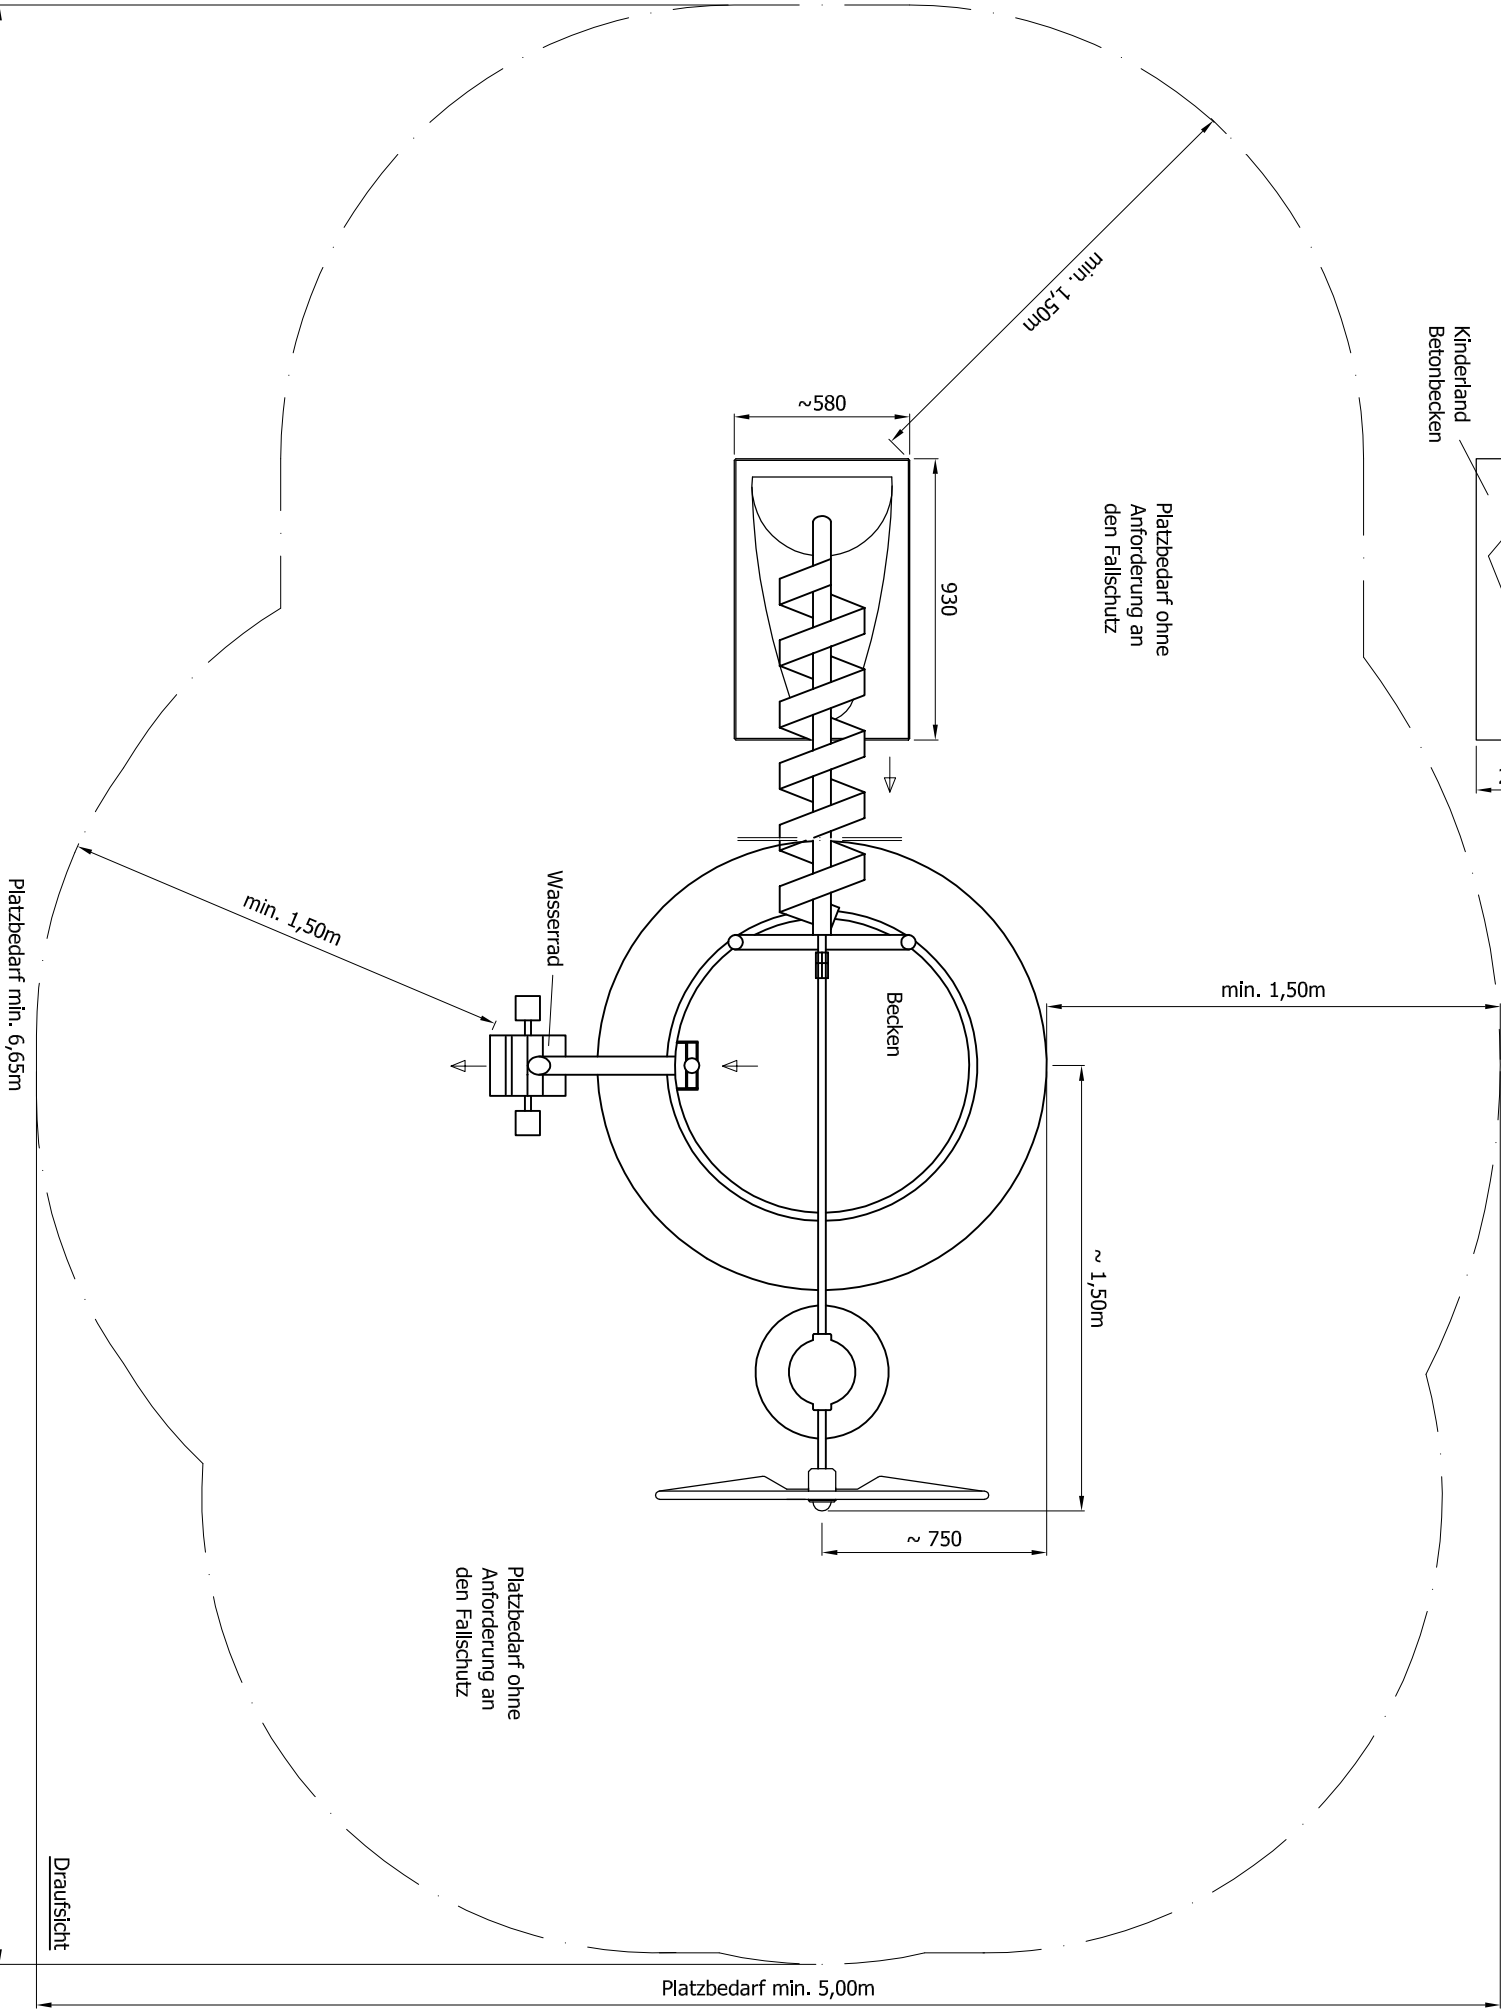 Kinderland
Betonbecken
min. 1,50m
~580
930
Platzbedarf ohne
Anforderung an
den Fallschutz
Wasserrad
Becken
min. 1,50m
min. 1,50m
~ 1,50m
~ 750
Platzbedarf min. 6,65m
Platzbedarf ohne
Anforderung an
den Fallschutz
Draufsicht
Platzbedarf min. 5,00m